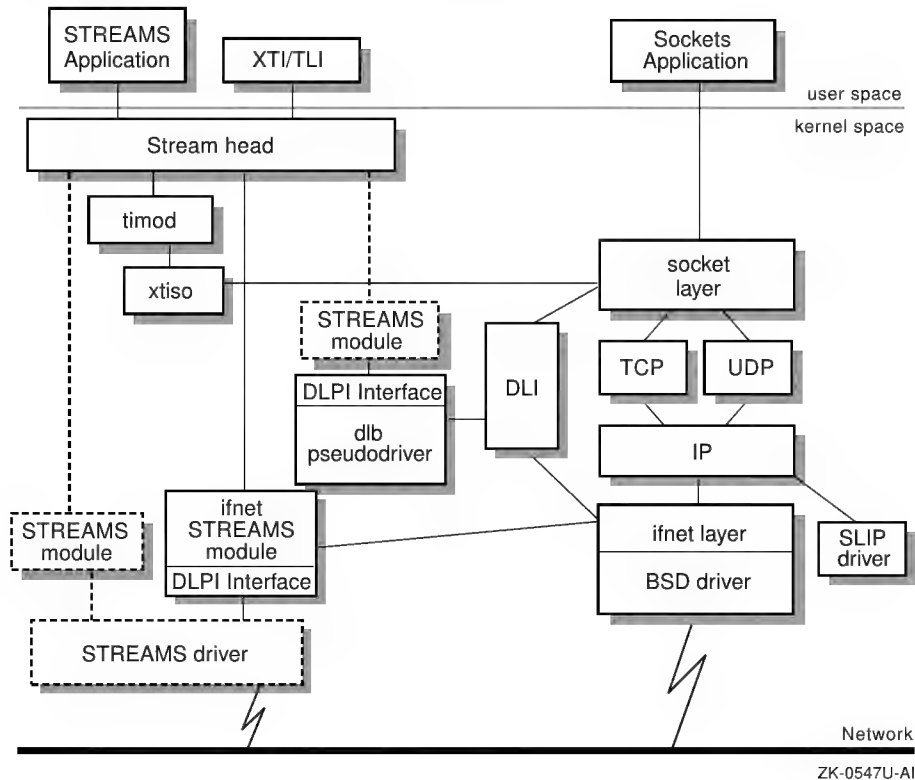 STREAMS
Application
XTI/TLI
Sockets
Application
user space
kernel space
Stream head
timod
xtiso
socket
layer
STREAMS
module
DLPI Interface
dlb
pseudodriver
DLI
TCP
UDP
IP
STREAMS
module
ifnet
STREAMS
module
DLPI Interface
ifnet layer
BSD driver
SLIP
driver
STREAMS driver
Network
ZK-0547U-AI